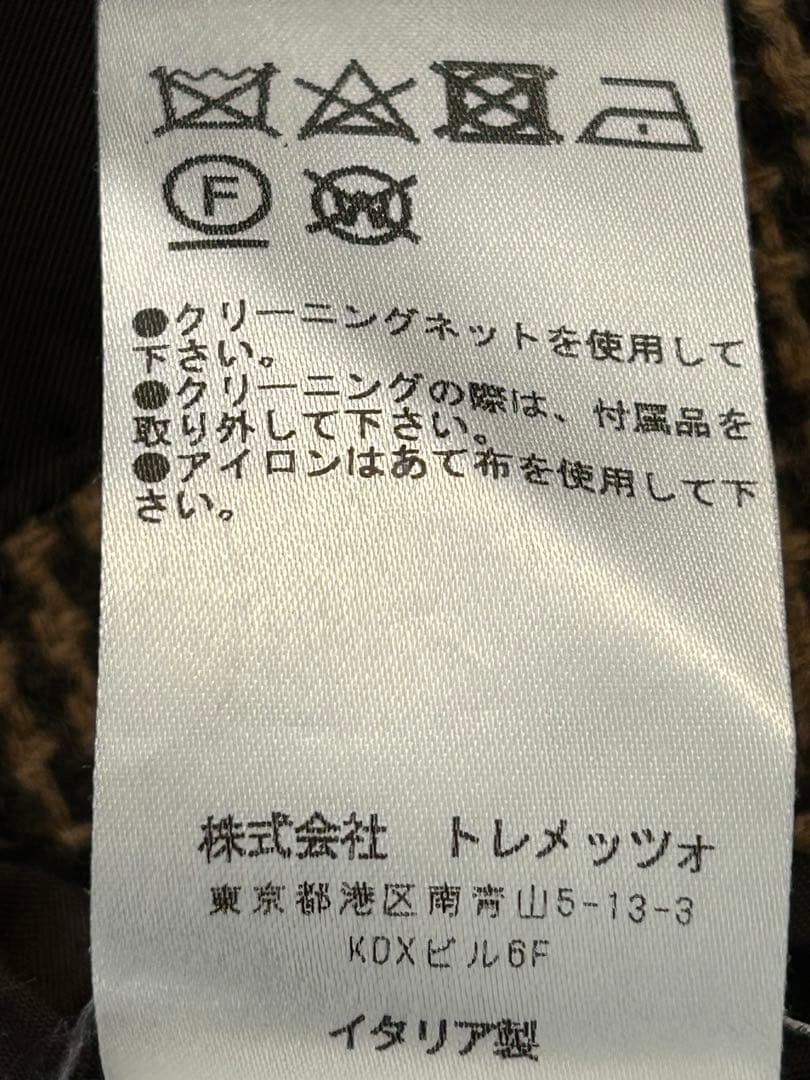 F
W
●クリーニングネットを使用して
下さい。
●クリーニングの際は、付属品を
取り外して下さい。
●アイロンはあて布を使用して下
さい。
株式会社 トレメッツォ
東京都港区南青山5-13-3
KDXビル6F
イタリア製